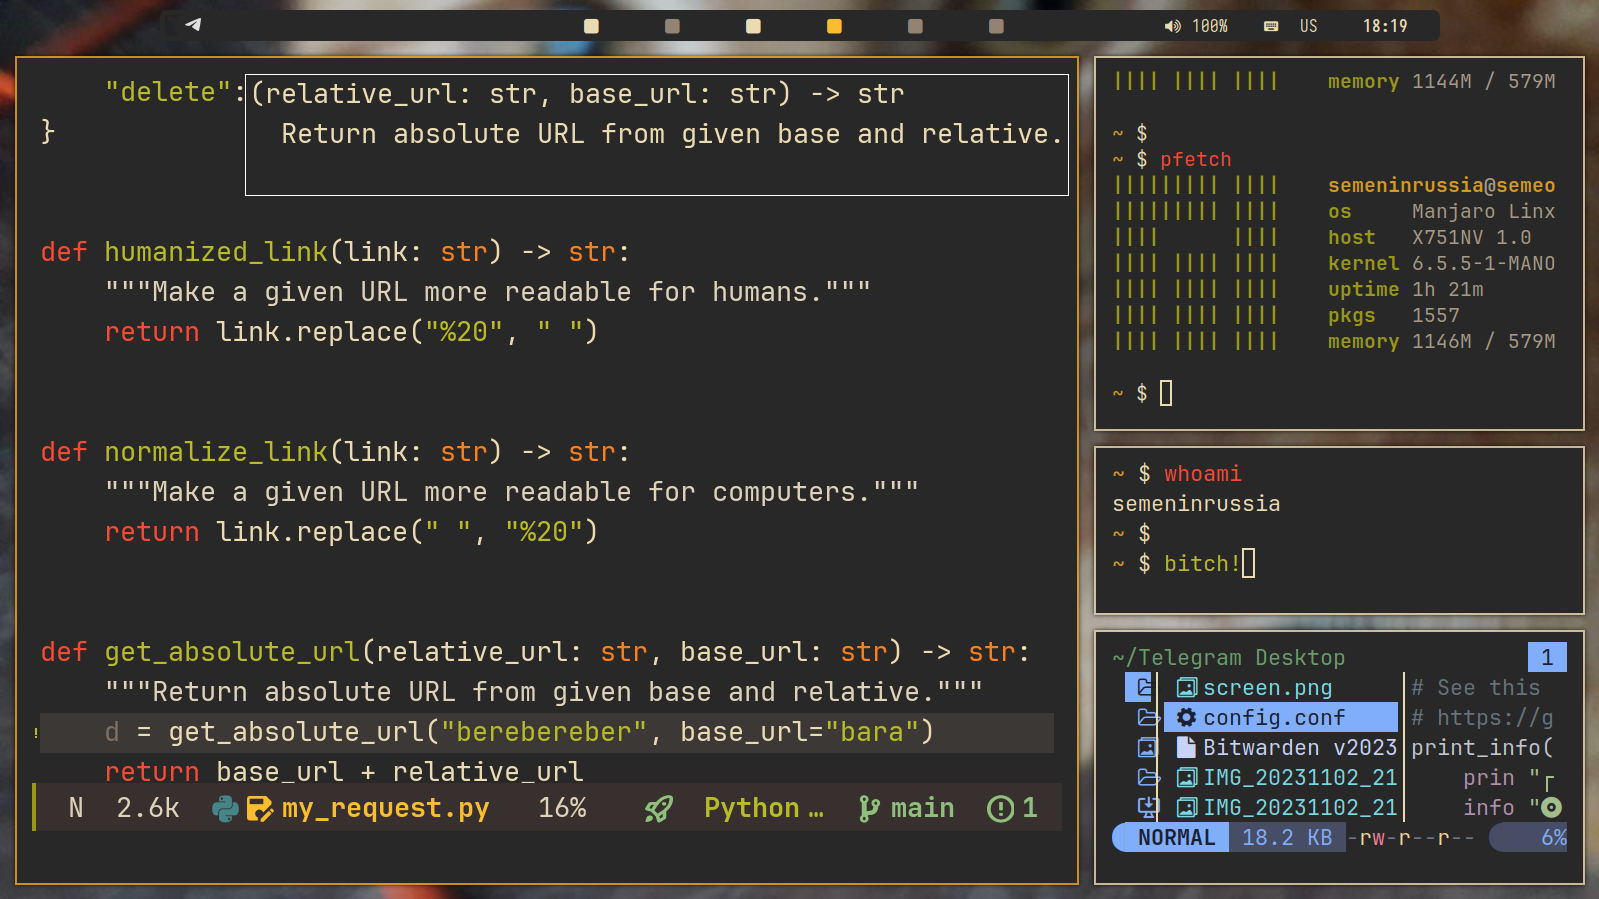 100%
US
18:19
"delete":
(relative_url: str, base_url: str) -> str
Return absolute URL from given base and relative.
}
def humanized_link(link: str) -> str:
"""Make a given URL more readable for humans."""
return link.replace("%20", " ")
def normalize_link(link: str) -> str:
"""Make a given URL more readable for computers."""
return link.replace(" ", "%20")
def get_absolute_url(relative_url: str, base_url: str) -> str:
"""Return absolute URL from given base and relative."""
! d = get_absolute_url("berebereber", base_url="bara")
return base_url + relative_url
N 2.6k my_request.py 16% Python … main 1
memory 1144M / 579M
~ $
~ $ pfetch
semeninrussia@semeo
os Manjaro Linx
host X751NV 1.0
kernel 6.5.5-1-MANO
uptime 1h 21m
pkgs 1557
memory 1146M / 579M
~ $
~ $ whoami
semeninrussia
~ $
~ $ bitch!
~/Telegram Desktop 1
screen.png # See this
config.conf # https://g
Bitwarden v2023 print_info(
IMG_20231102_21 prin "┌
IMG_20231102_21 info "
NORMAL 18.2 KB -rw-r--r-- 6%